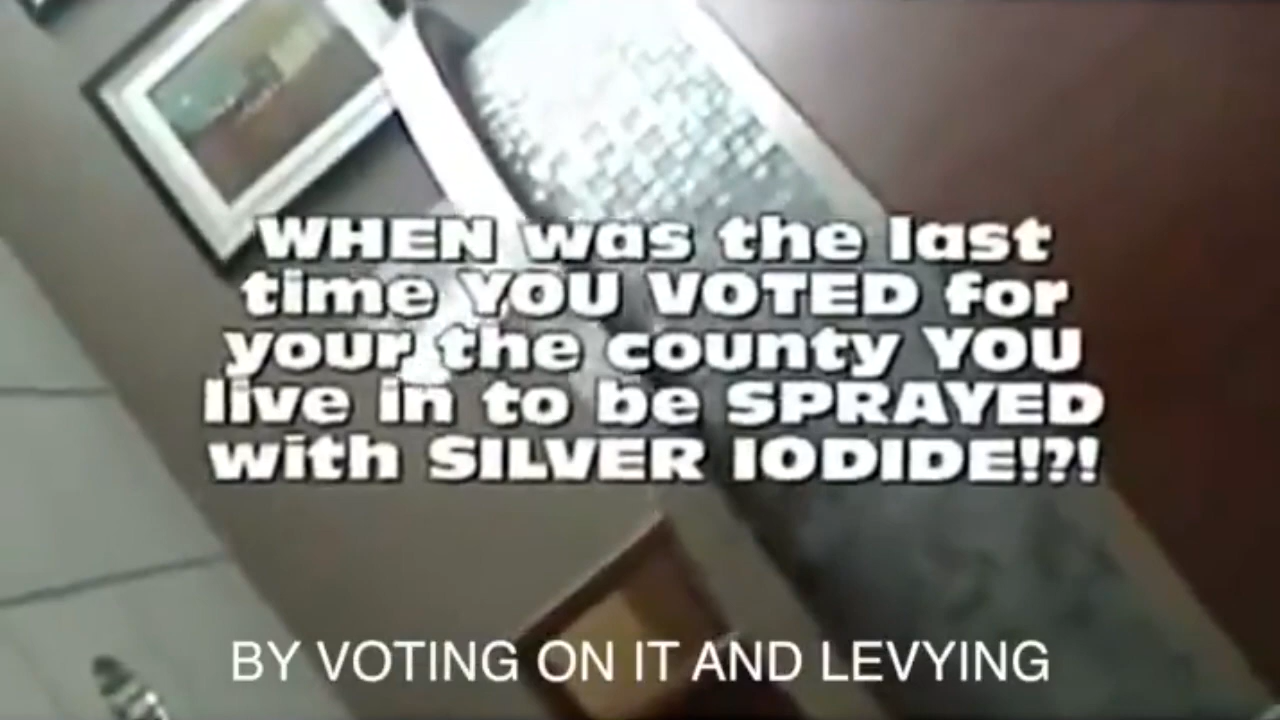 WHEN was the last
time YOU VOTED for
your the county YOU
live in to be SPRAYED
with SILVER IODIDE!?!
BY VOTING ON IT AND LEVYING